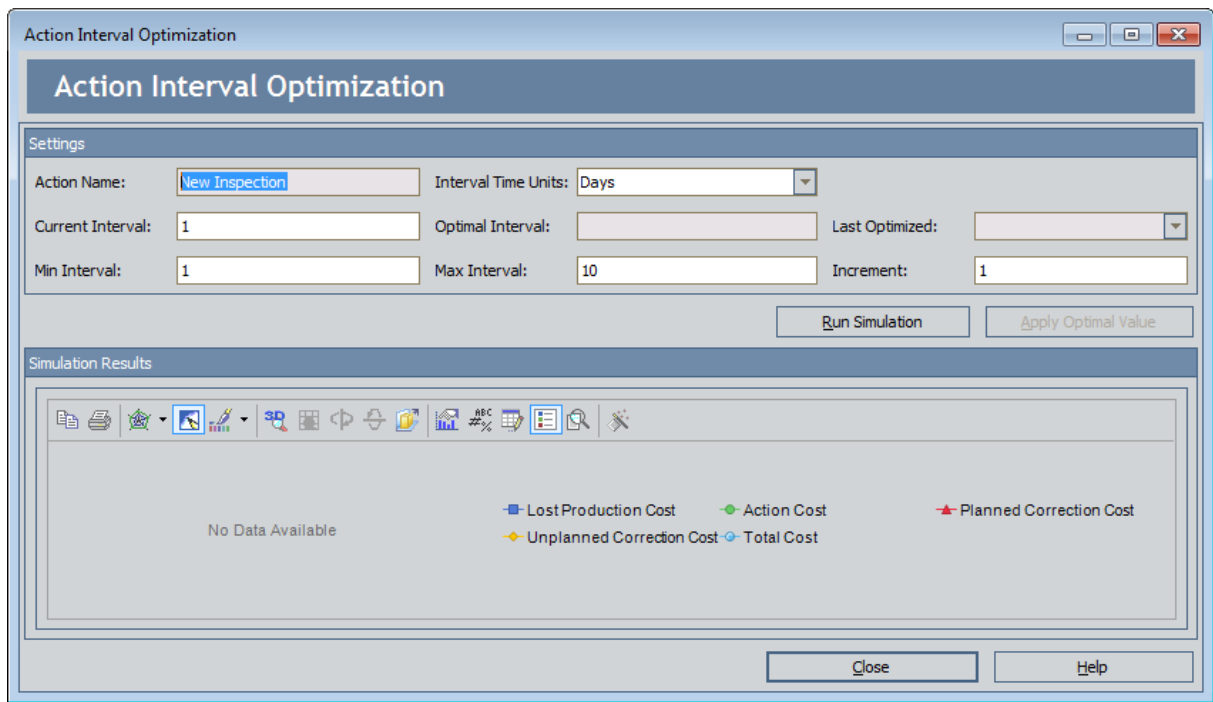 Action Interval Optimization
Action Interval Optimization
Settings
Action Name: New Inspection Interval Time Units: Days
Current Interval: 1 Optimal Interval: Last Optimized:
Min Interval: 1 Max Interval: 10 Increment: 1
Run Simulation Apply Optimal Value
Simulation Results
3D ABC #%
No Data Available
Lost Production Cost Action Cost Planned Correction Cost
Unplanned Correction Cost Total Cost
Close Help